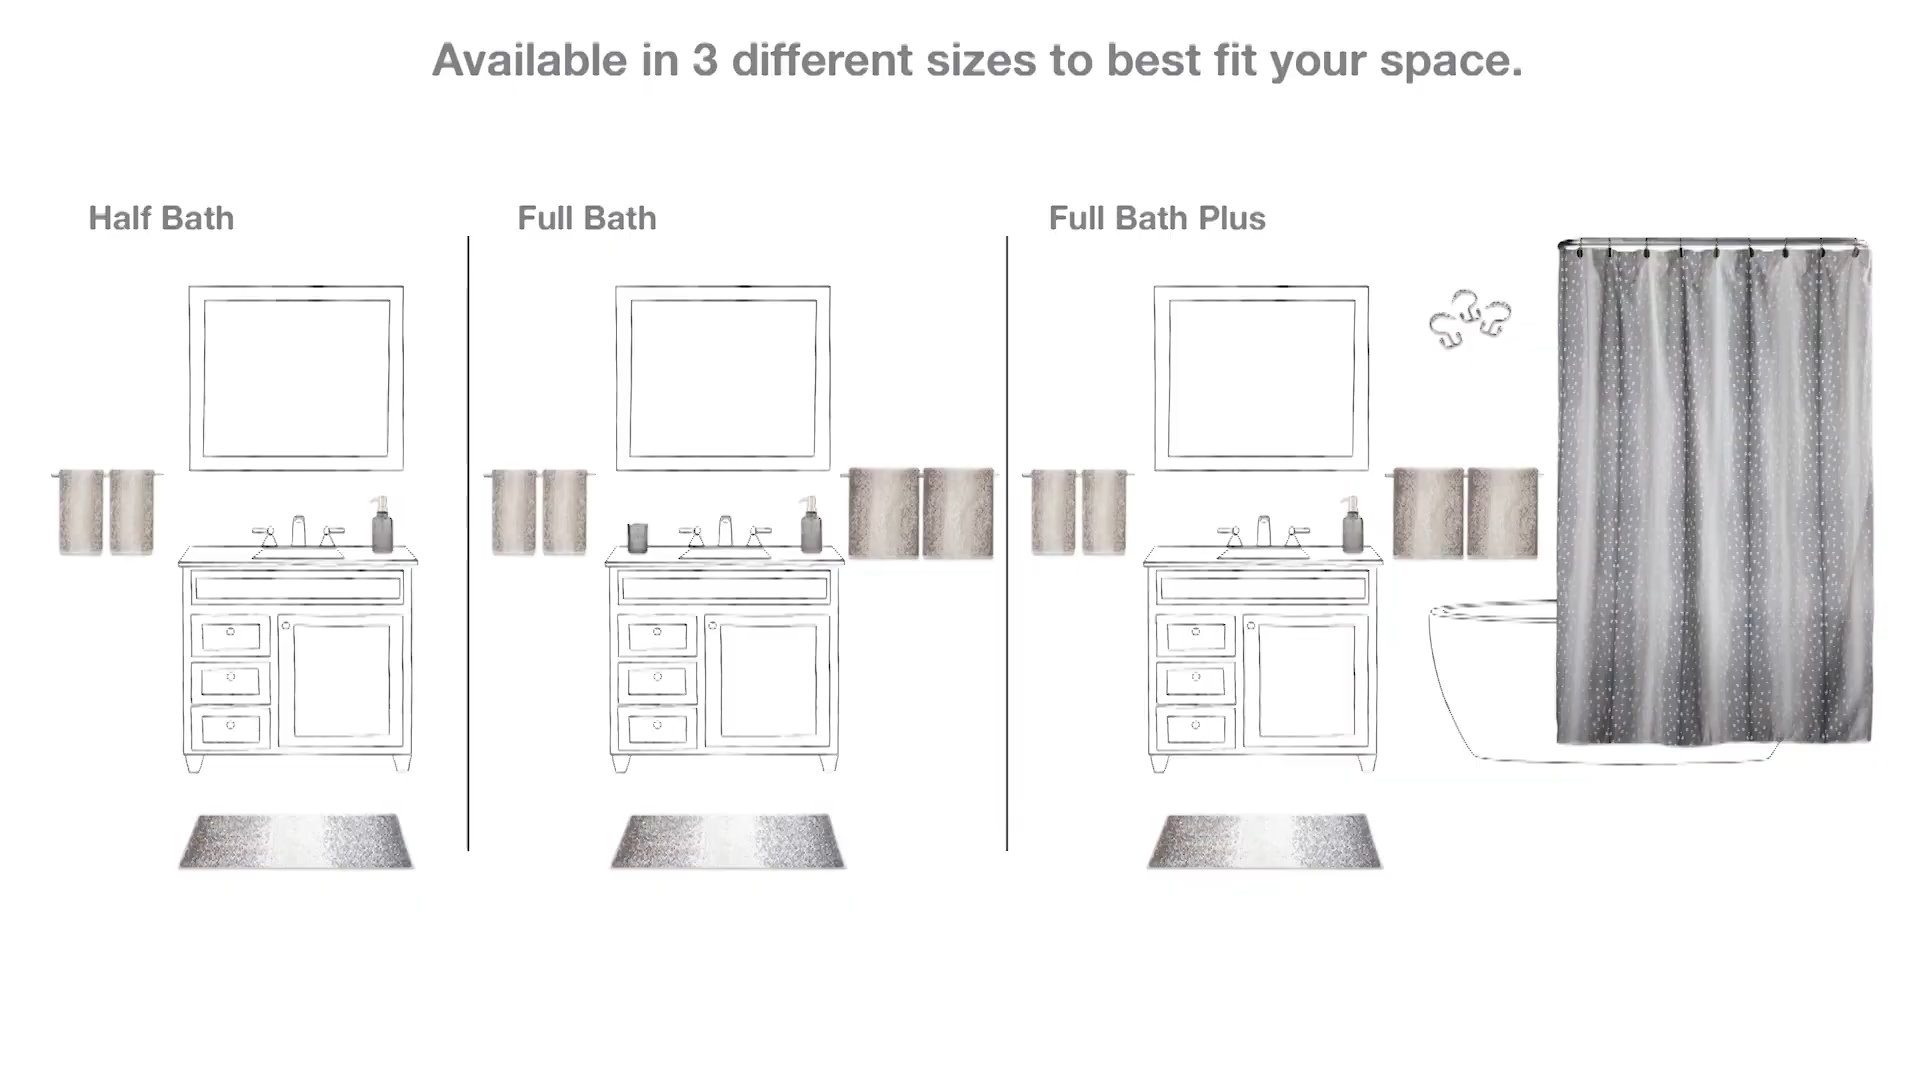 Available in 3 different sizes to best fit your space.
Half Bath
Full Bath
Full Bath Plus